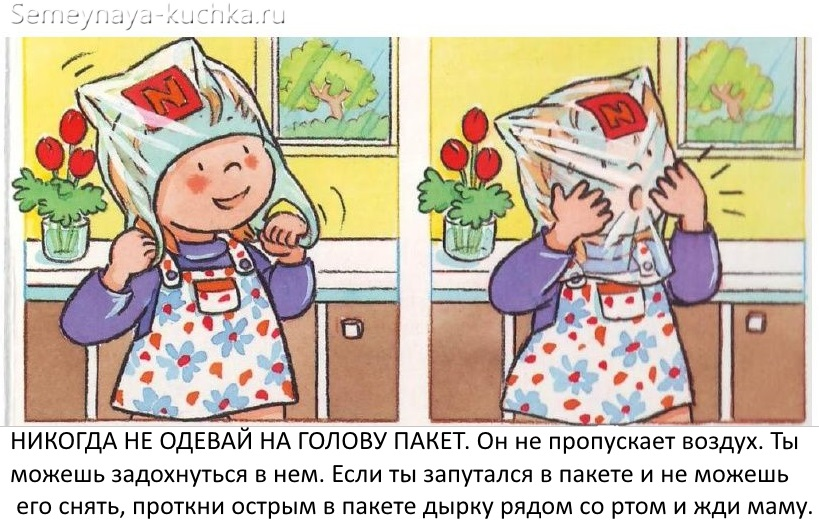 Semeynaya-kuchka.ru
N
N
НИКОГДА НЕ ОДЕВАЙ НА ГОЛОВУ ПАКЕТ. Он не пропускает воздух. Ты
можешь задохнуться в нем. Если ты запутался в пакете и не можешь
его снять, проткни острым в пакете дырку рядом со ртом и жди маму.